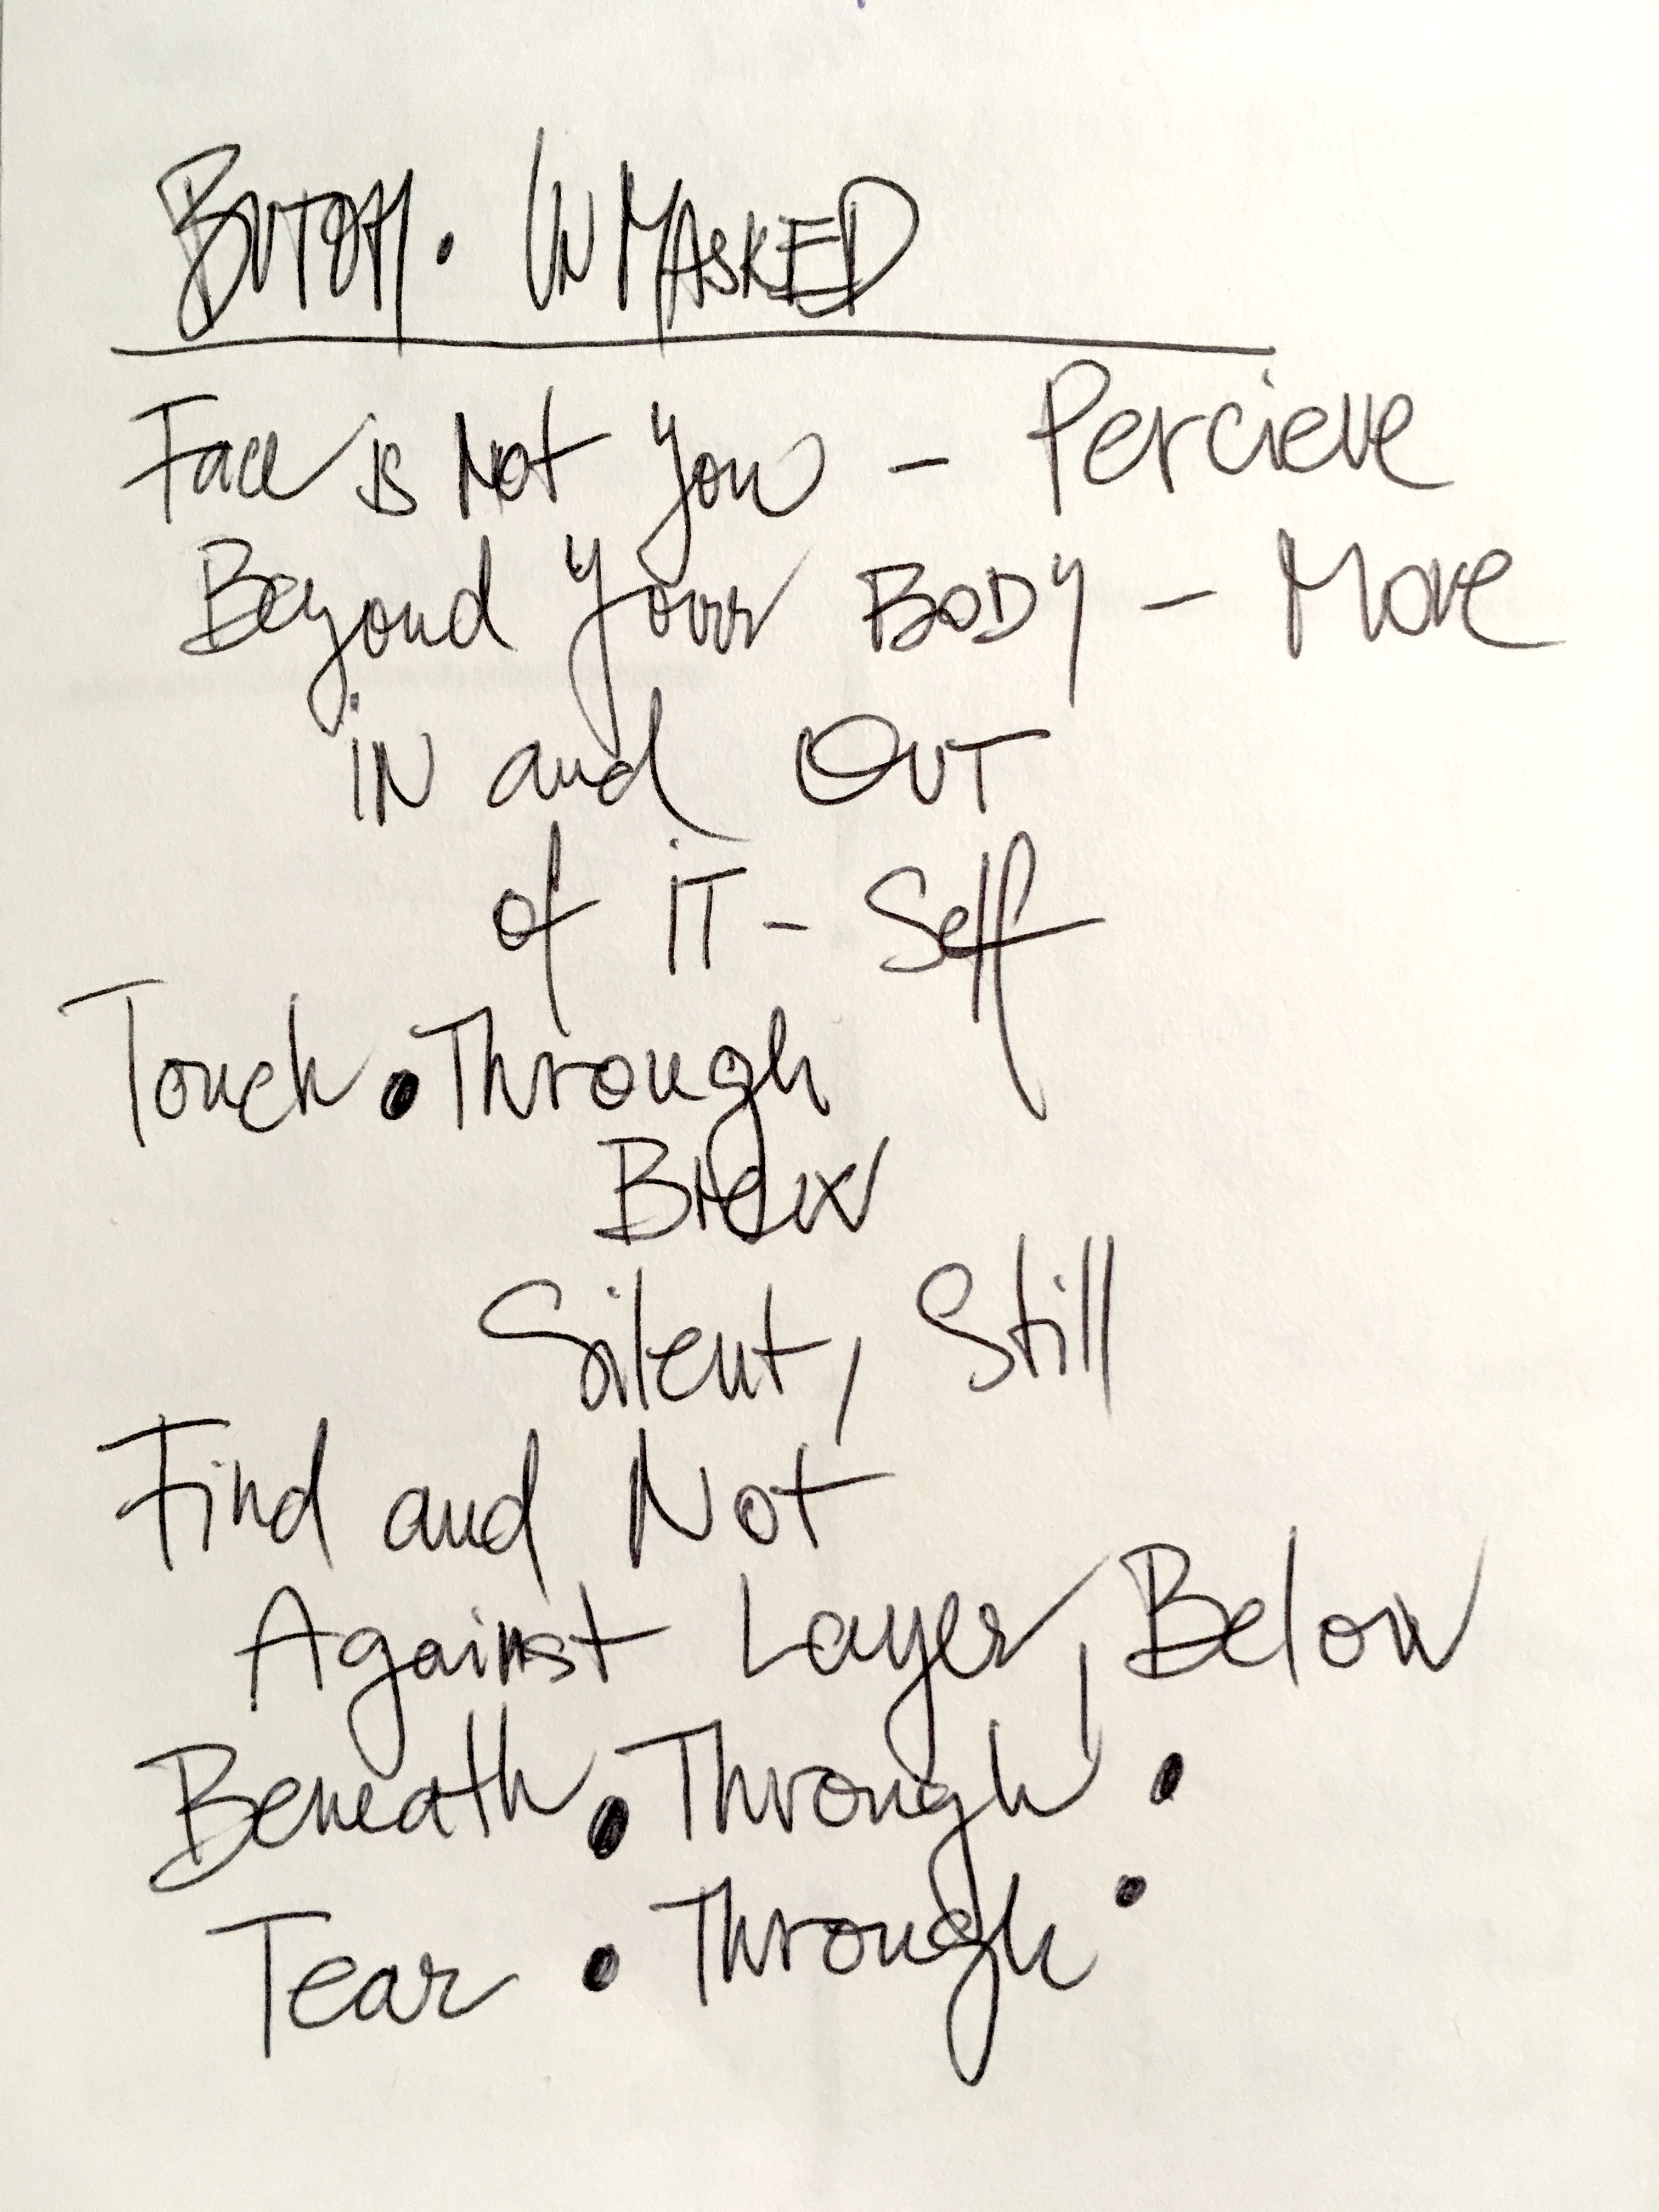 BUTOH • UNMASKED
Face is Not You – Percieve
Beyond Your BODY – Move
iN and OUT
of iT – Self
Touch • Through
Silent, Still
Find and Not
Against Layer, Below
Beneath • Through •
Tear • Through •